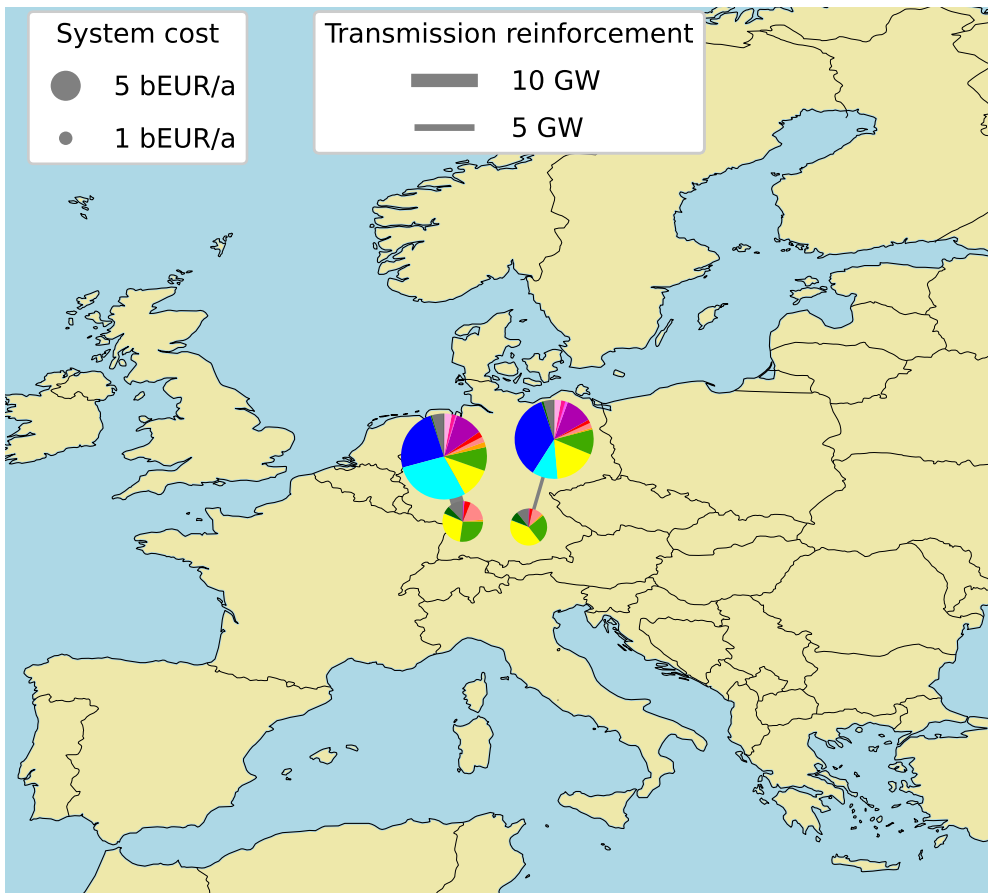 System cost
5 bEUR/a
1 bEUR/a
Transmission reinforcement
10 GW
5 GW